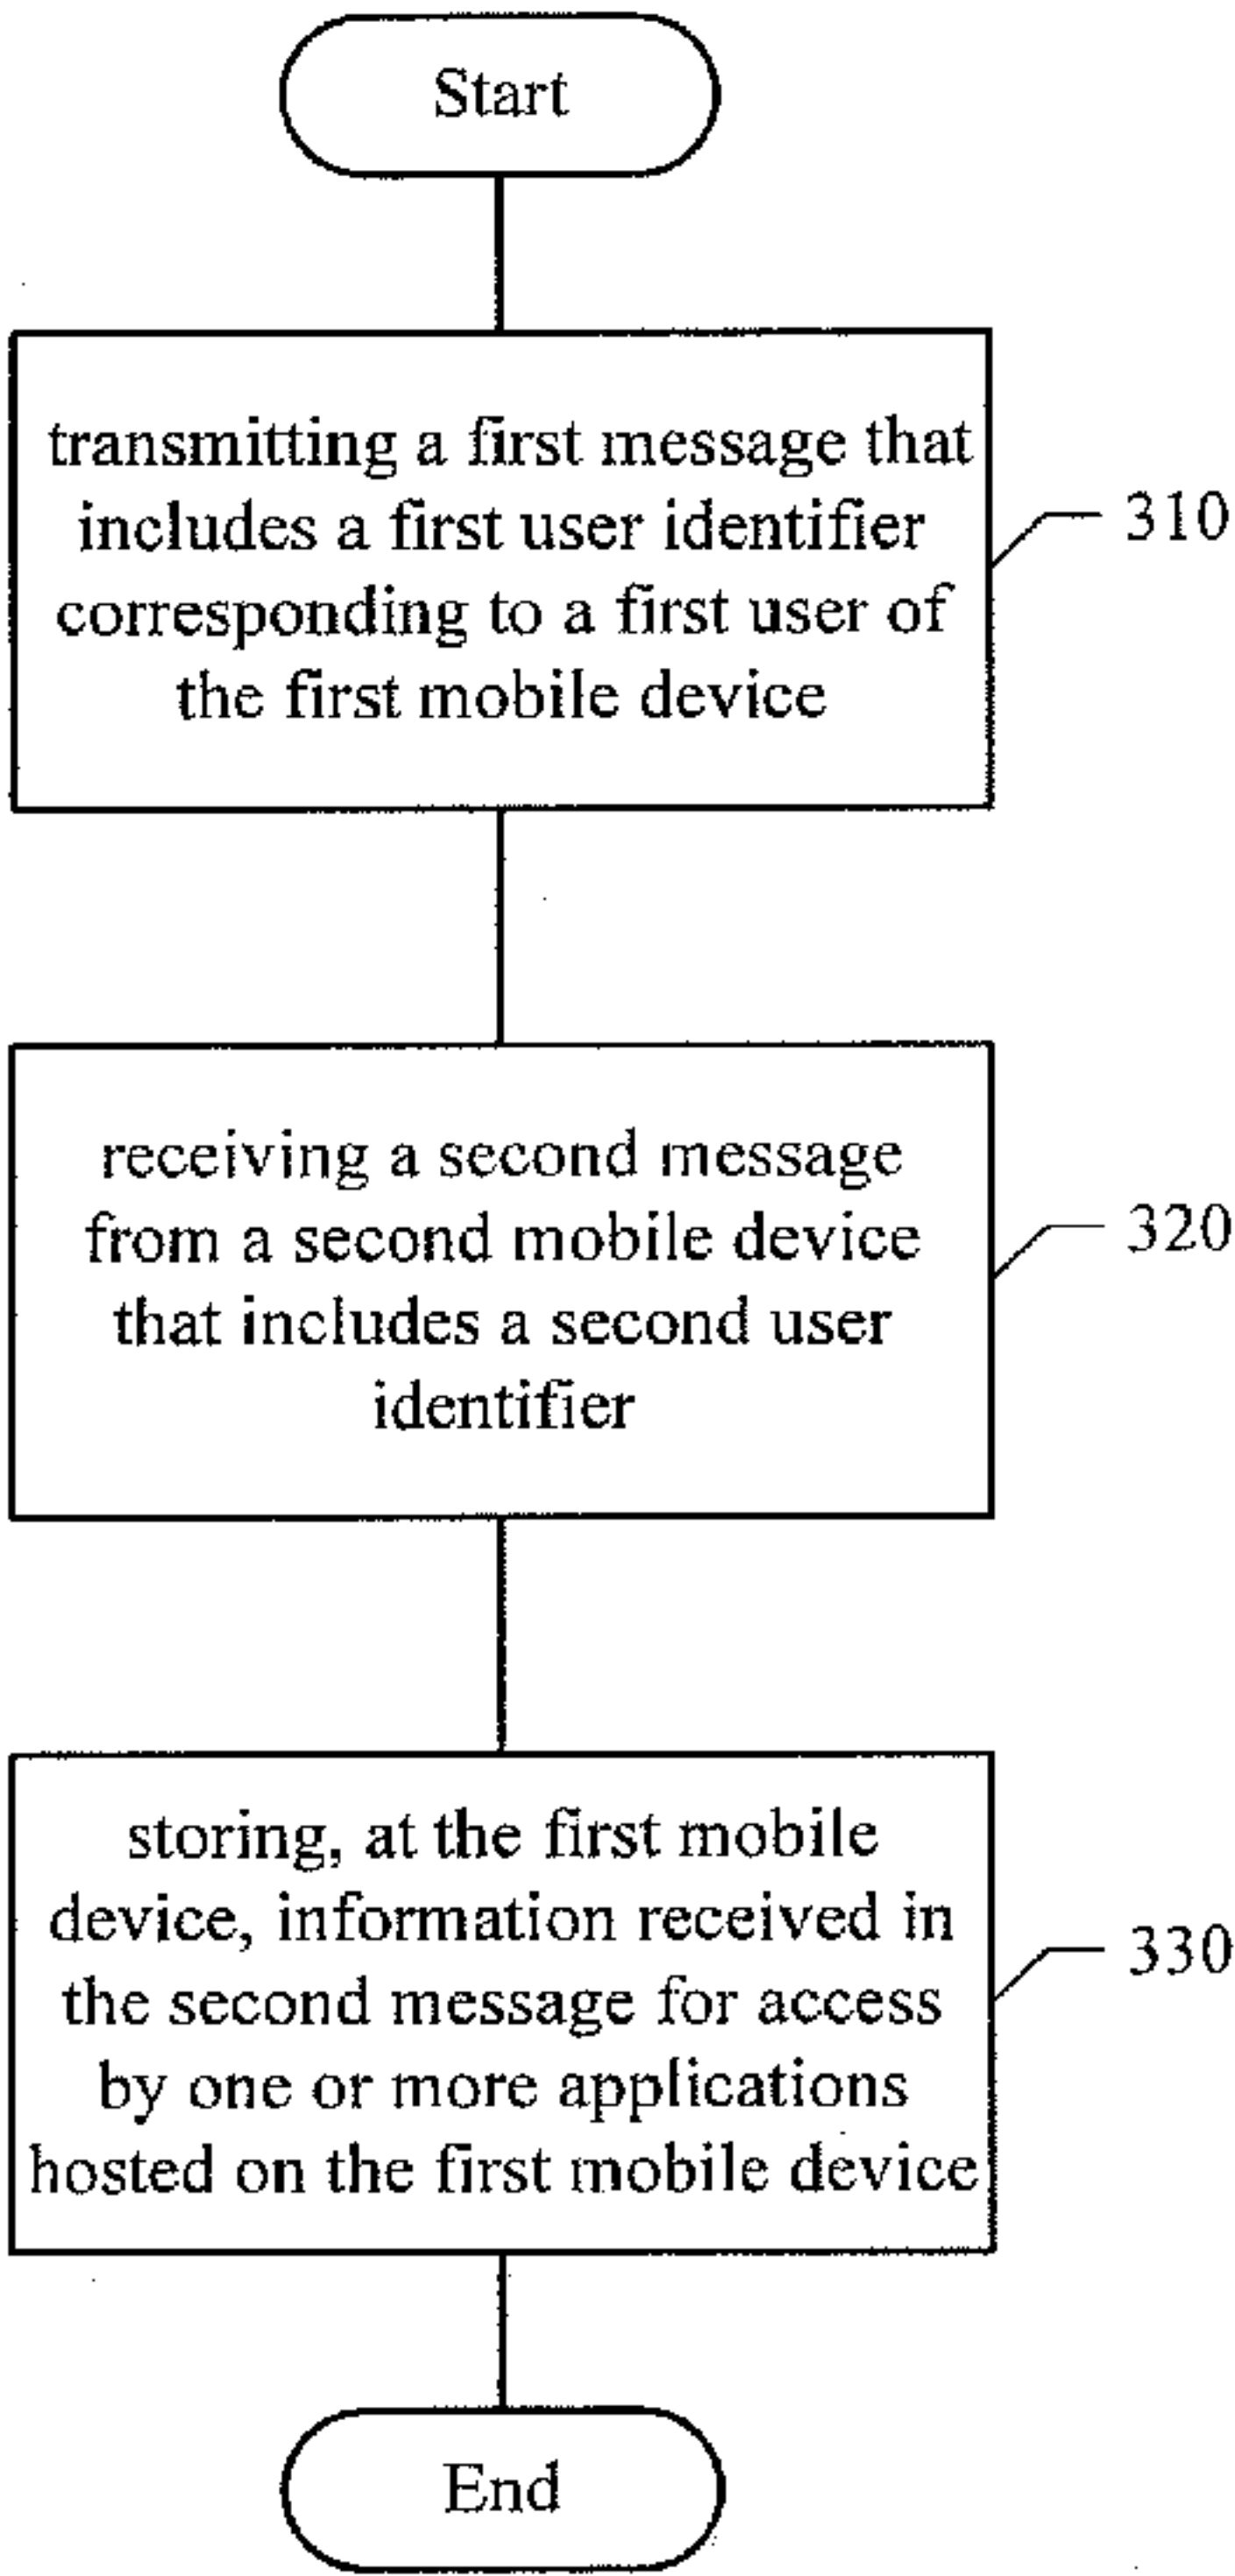 Start
transmitting a first message that
includes a first user identifier
corresponding to a first user of
the first mobile device
310
receiving a second message
from a second mobile device
that includes a second user
identifier
320
storing, at the first mobile
device, information received in
the second message for access
by one or more applications
hosted on the first mobile device
330
End